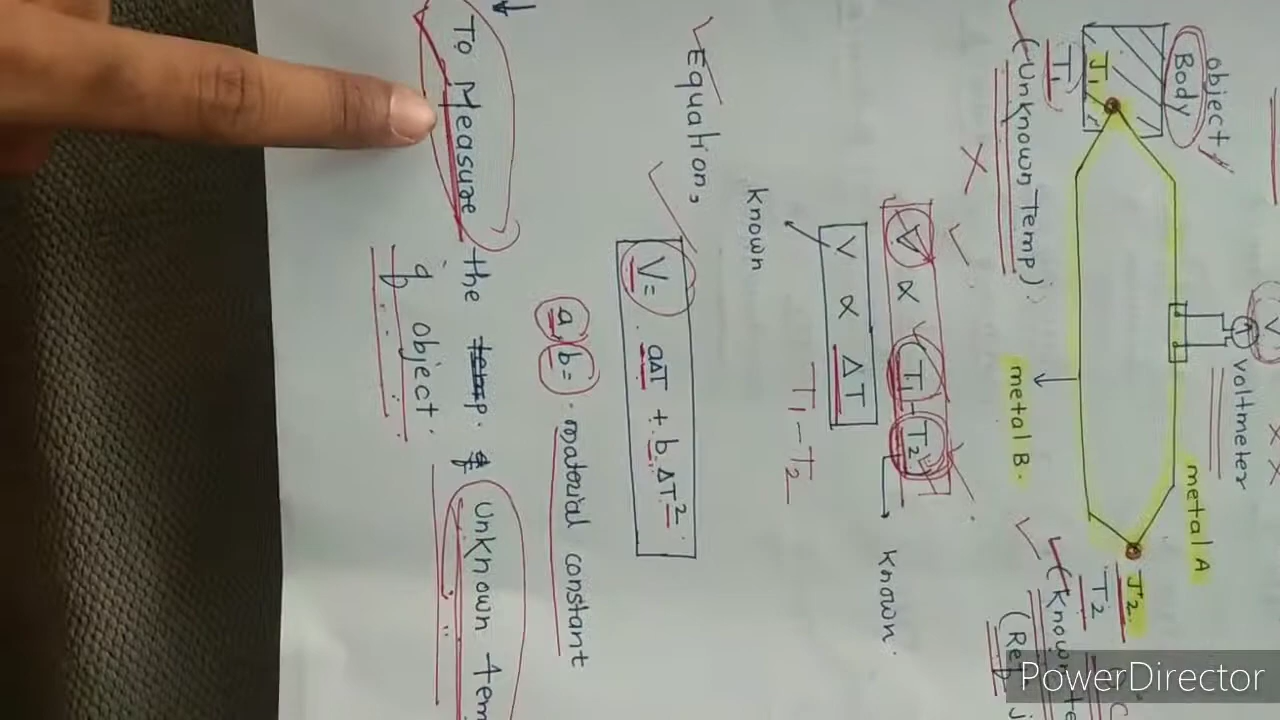 object
Body
J1
T1
(Unknown Temp)
V
voltmeter
metal A
metal B.
J2.
T2
(known te
(Ref j
V ∝ (T1-T2)
known.
V ∝ ΔT
T1-T2
known
Equation,
V= aΔT + b.ΔT²
a, b = material constant
To Measure the temp. of Unknown tem
of object.
PowerDirector